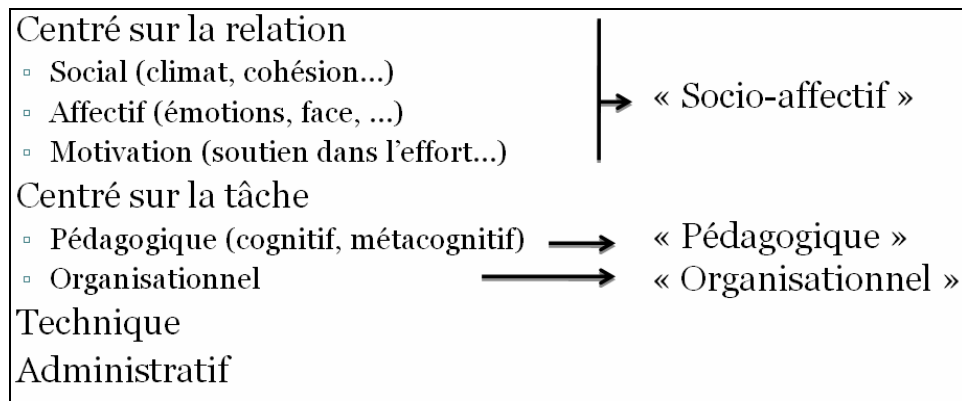 Centré sur la relation
▫ Social (climat, cohésion...)
▫ Affectif (émotions, face, ...)
▫ Motivation (soutien dans l'effort...)
« Socio-affectif »
Centré sur la tâche
▫ Pédagogique (cognitif, métacognitif)
« Pédagogique »
▫ Organisationnel
« Organisationnel »
Technique
Administratif